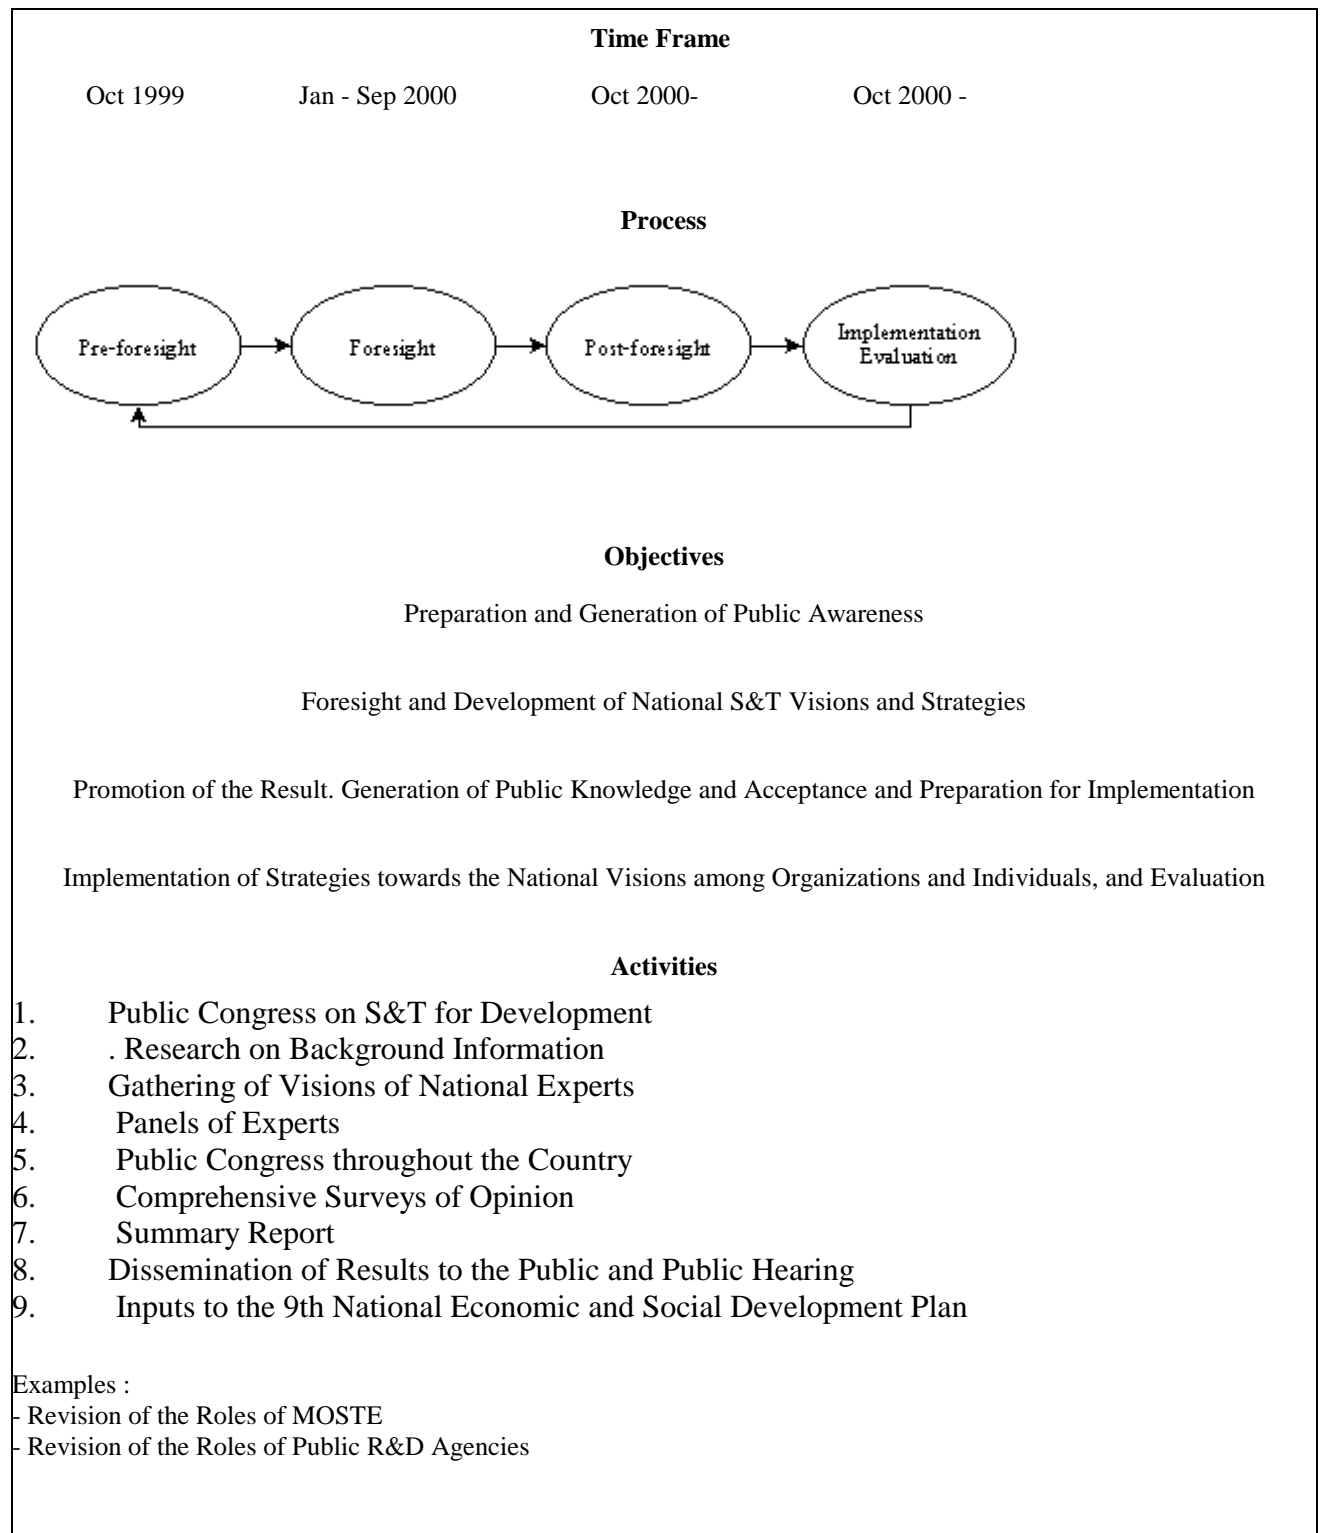 Time Frame
Oct 1999 Jan - Sep 2000 Oct 2000- Oct 2000 -
Process
Pre-foresight Foresight Post-foresight Implementation Evaluation
Objectives
Preparation and Generation of Public Awareness
Foresight and Development of National S&T Visions and Strategies
Promotion of the Result. Generation of Public Knowledge and Acceptance and Preparation for Implementation
Implementation of Strategies towards the National Visions among Organizations and Individuals, and Evaluation
Activities
1. Public Congress on S&T for Development
2. . Research on Background Information
3. Gathering of Visions of National Experts
4. Panels of Experts
5. Public Congress throughout the Country
6. Comprehensive Surveys of Opinion
7. Summary Report
8. Dissemination of Results to the Public and Public Hearing
9. Inputs to the 9th National Economic and Social Development Plan
Examples :
- Revision of the Roles of MOSTE
- Revision of the Roles of Public R&D Agencies